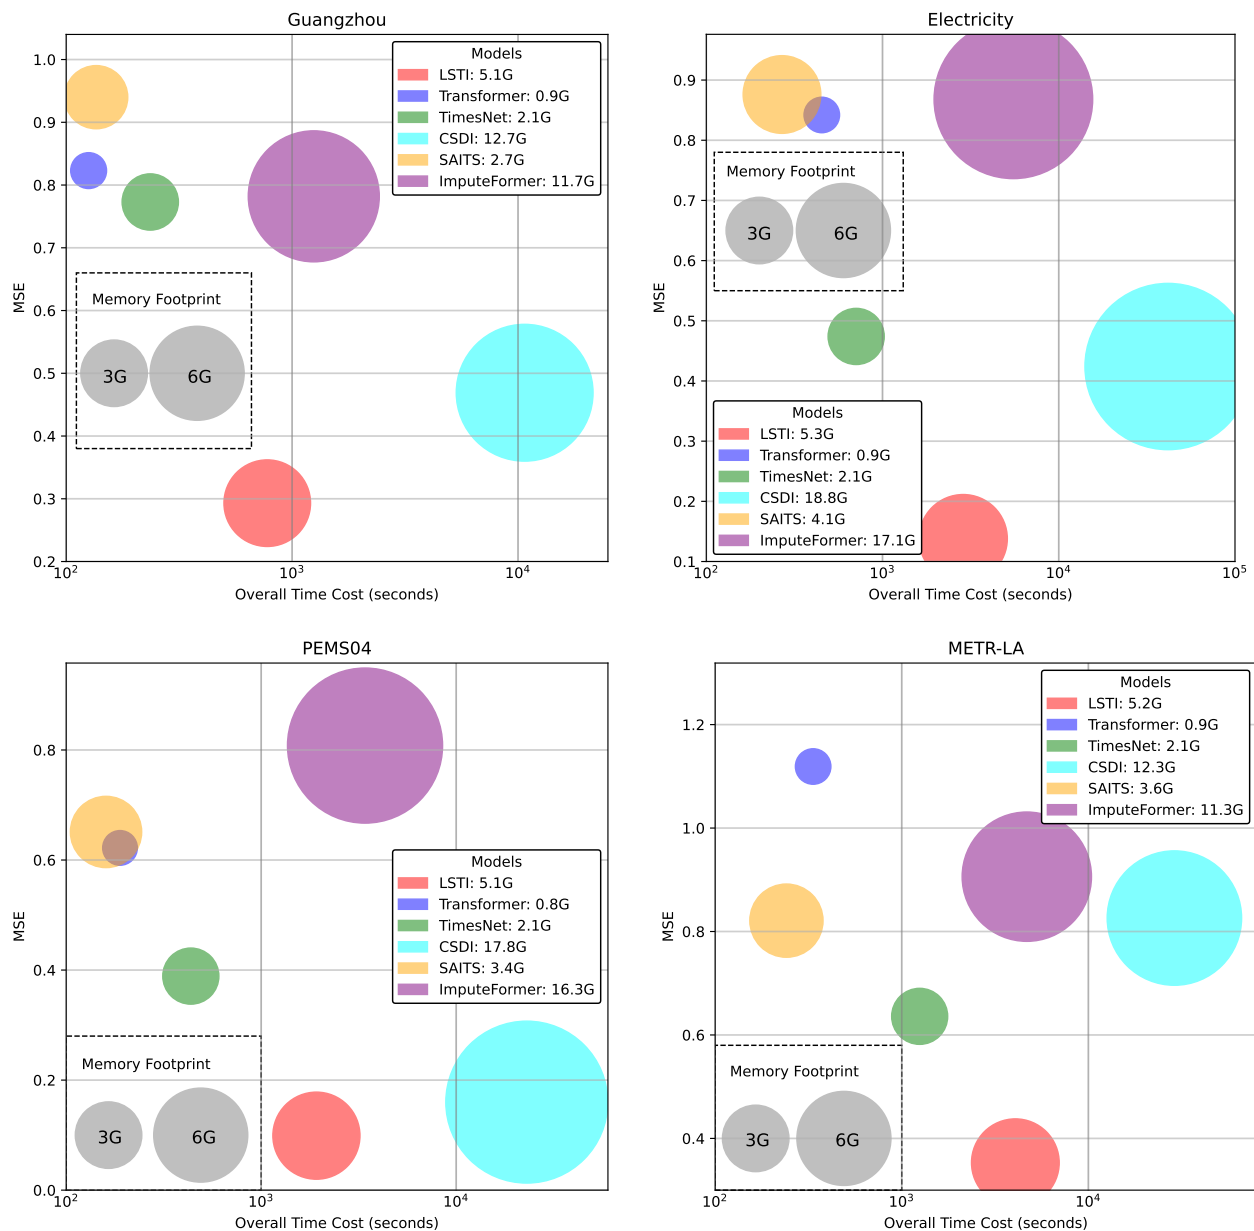 Guangzhou
MSE
1.0
0.9
0.8
0.7
0.6
0.5
0.4
0.3
0.2
Models
LSTI: 5.1G
Transformer: 0.9G
TimesNet: 2.1G
CSDI: 12.7G
SAITS: 2.7G
ImputeFormer: 11.7G
Memory Footprint
3G 6G
10² 10³ 10⁴
Overall Time Cost (seconds)
Electricity
MSE
0.9
0.8
0.7
0.6
0.5
0.4
0.3
0.2
0.1
Memory Footprint
3G 6G
Models
LSTI: 5.3G
Transformer: 0.9G
TimesNet: 2.1G
CSDI: 18.8G
SAITS: 4.1G
ImputeFormer: 17.1G
10² 10³ 10⁴ 10⁵
Overall Time Cost (seconds)
PEMS04
MSE
0.8
0.6
0.4
0.2
0.0
Models
LSTI: 5.1G
Transformer: 0.8G
TimesNet: 2.1G
CSDI: 17.8G
SAITS: 3.4G
ImputeFormer: 16.3G
Memory Footprint
3G 6G
10² 10³ 10⁴
Overall Time Cost (seconds)
METR-LA
MSE
1.2
1.0
0.8
0.6
0.4
Models
LSTI: 5.2G
Transformer: 0.9G
TimesNet: 2.1G
CSDI: 12.3G
SAITS: 3.6G
ImputeFormer: 11.3G
Memory Footprint
3G 6G
10² 10³ 10⁴
Overall Time Cost (seconds)